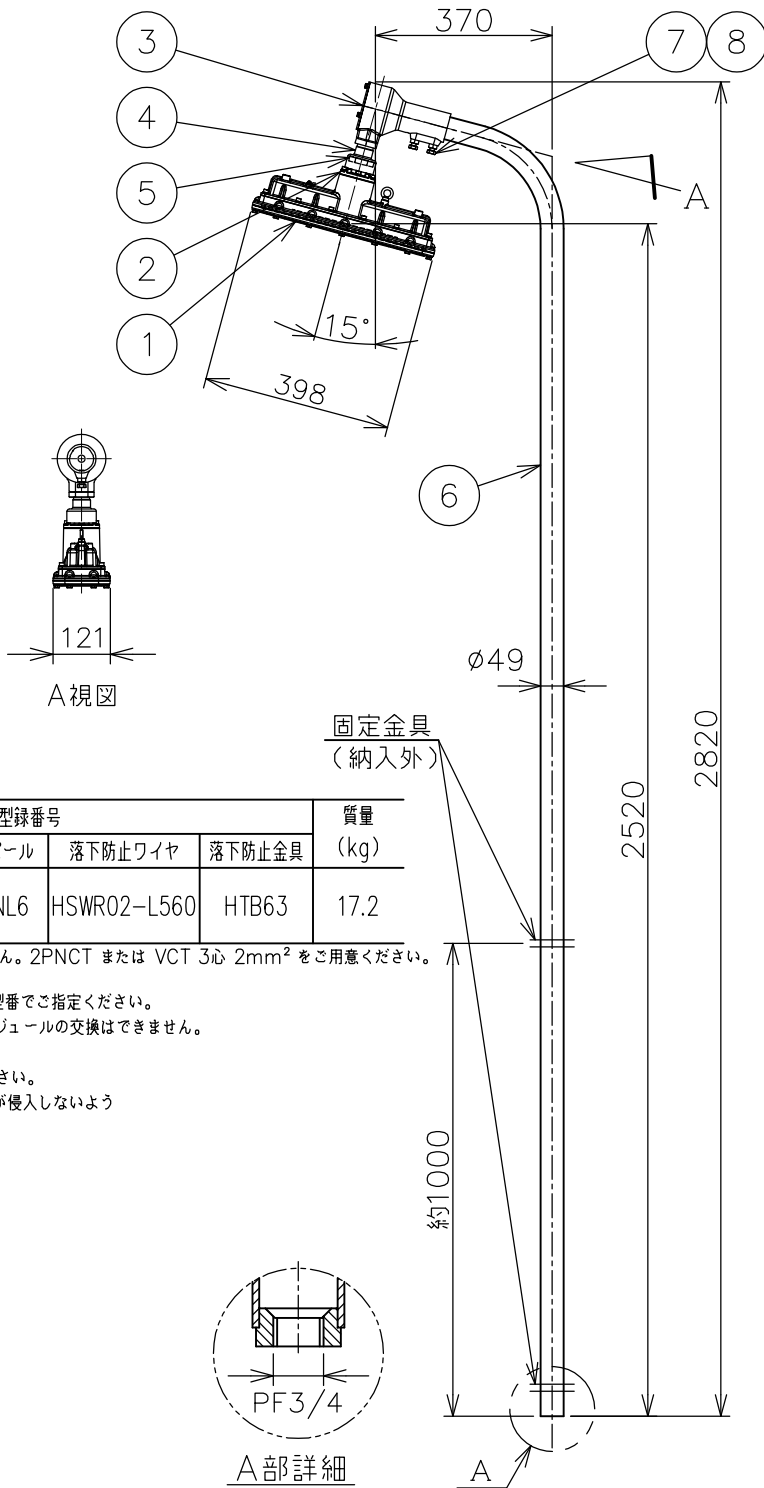 370
3
7
8
4
5
A
2
1
15°
398
6
121
A視図
φ49
固定金具
(納入外)
2820
2520
型録番号
質量
(kg)
ポール
落下防止ワイヤ
落下防止金具
NL6
HSWR02-L560
HTB63
17.2
ん。2PNCT または VCT 3心 2mm² をご用意ください。
型番でご指定ください。
ジュールの交換はできません。
さい。
が侵入しないよう
約1000
PF3/4
A部詳細
A